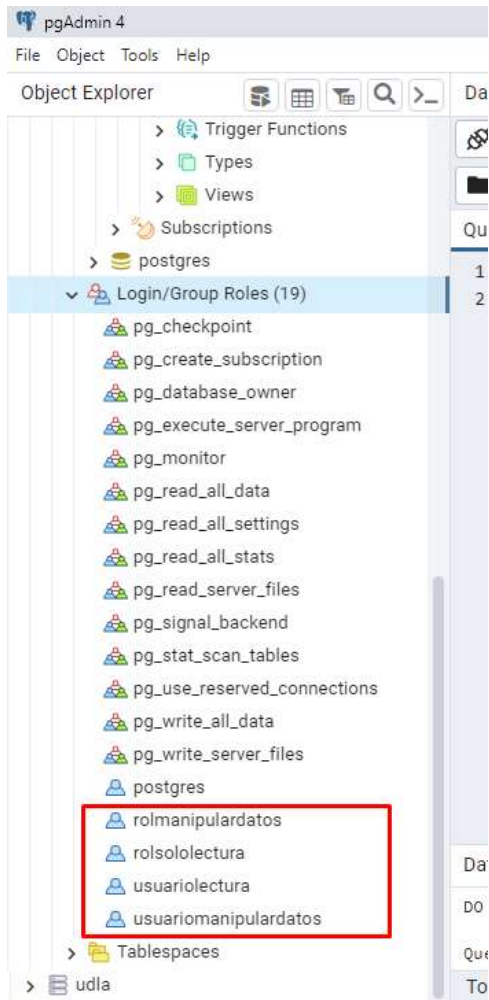 pgAdmin 4
File Object Tools Help
Object Explorer
Da
Trigger Functions
Types
Views
Subscriptions
Qu
postgres
1
Login/Group Roles (19)
2
pg_checkpoint
pg_create_subscription
pg_database_owner
pg_execute_server_program
pg_monitor
pg_read_all_data
pg_read_all_settings
pg_read_all_stats
pg_read_server_files
pg_signal_backend
pg_stat_scan_tables
pg_use_reserved_connections
pg_write_all_data
pg_write_server_files
postgres
rolmanipulardatos
rolsololectura
usuariolectura
Da
usuariomanipulardatos
DO
Tablespaces
Que
udla
To